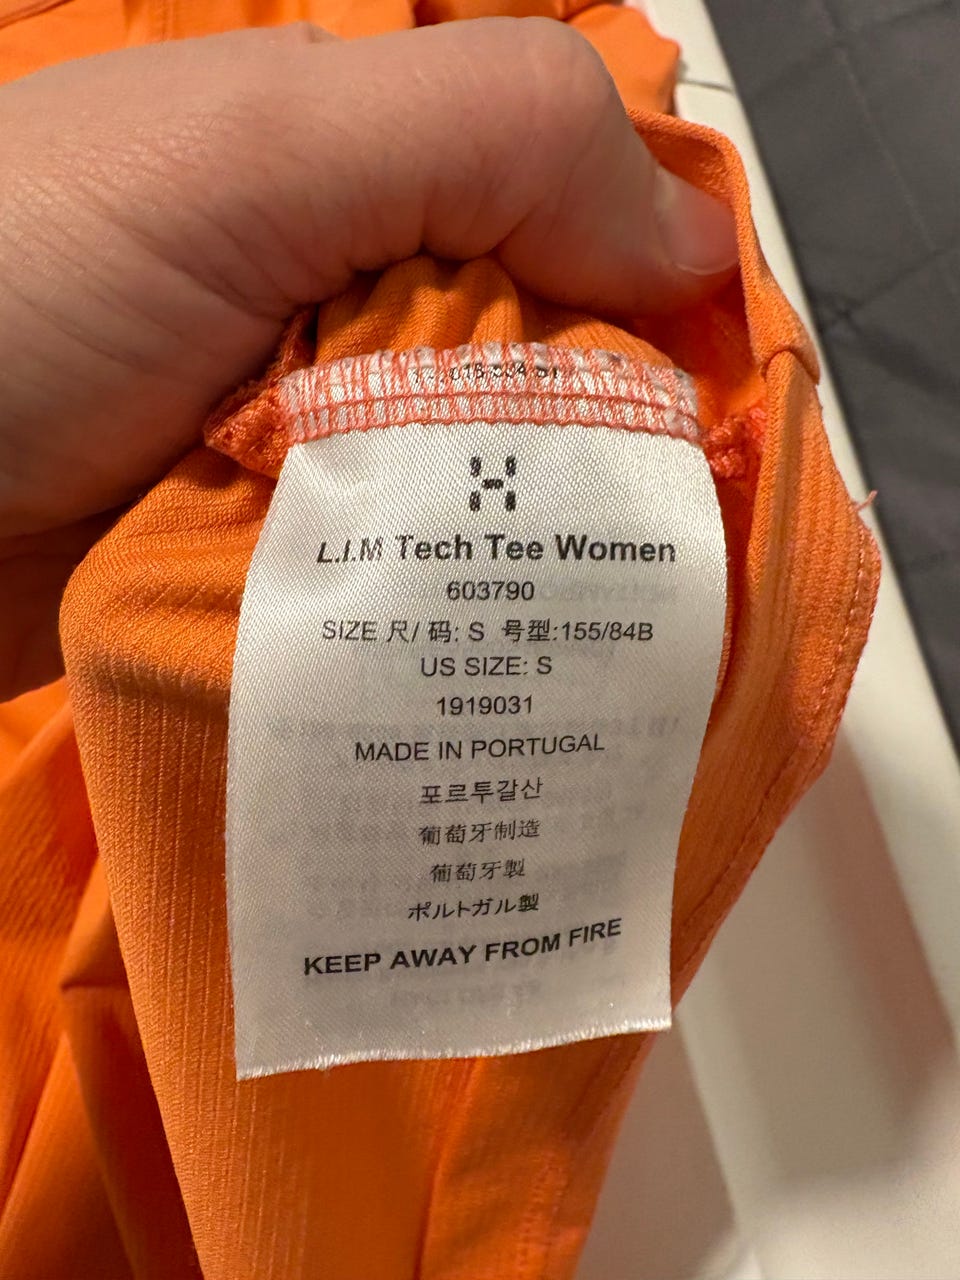 L.I.M Tech Tee Women
603790
SIZE 尺/ 码: S 号型:155/84B
US SIZE: S
1919031
MADE IN PORTUGAL
포르투갈산
葡萄牙制造
葡萄牙製
ポルトガル製
KEEP AWAY FROM FIRE